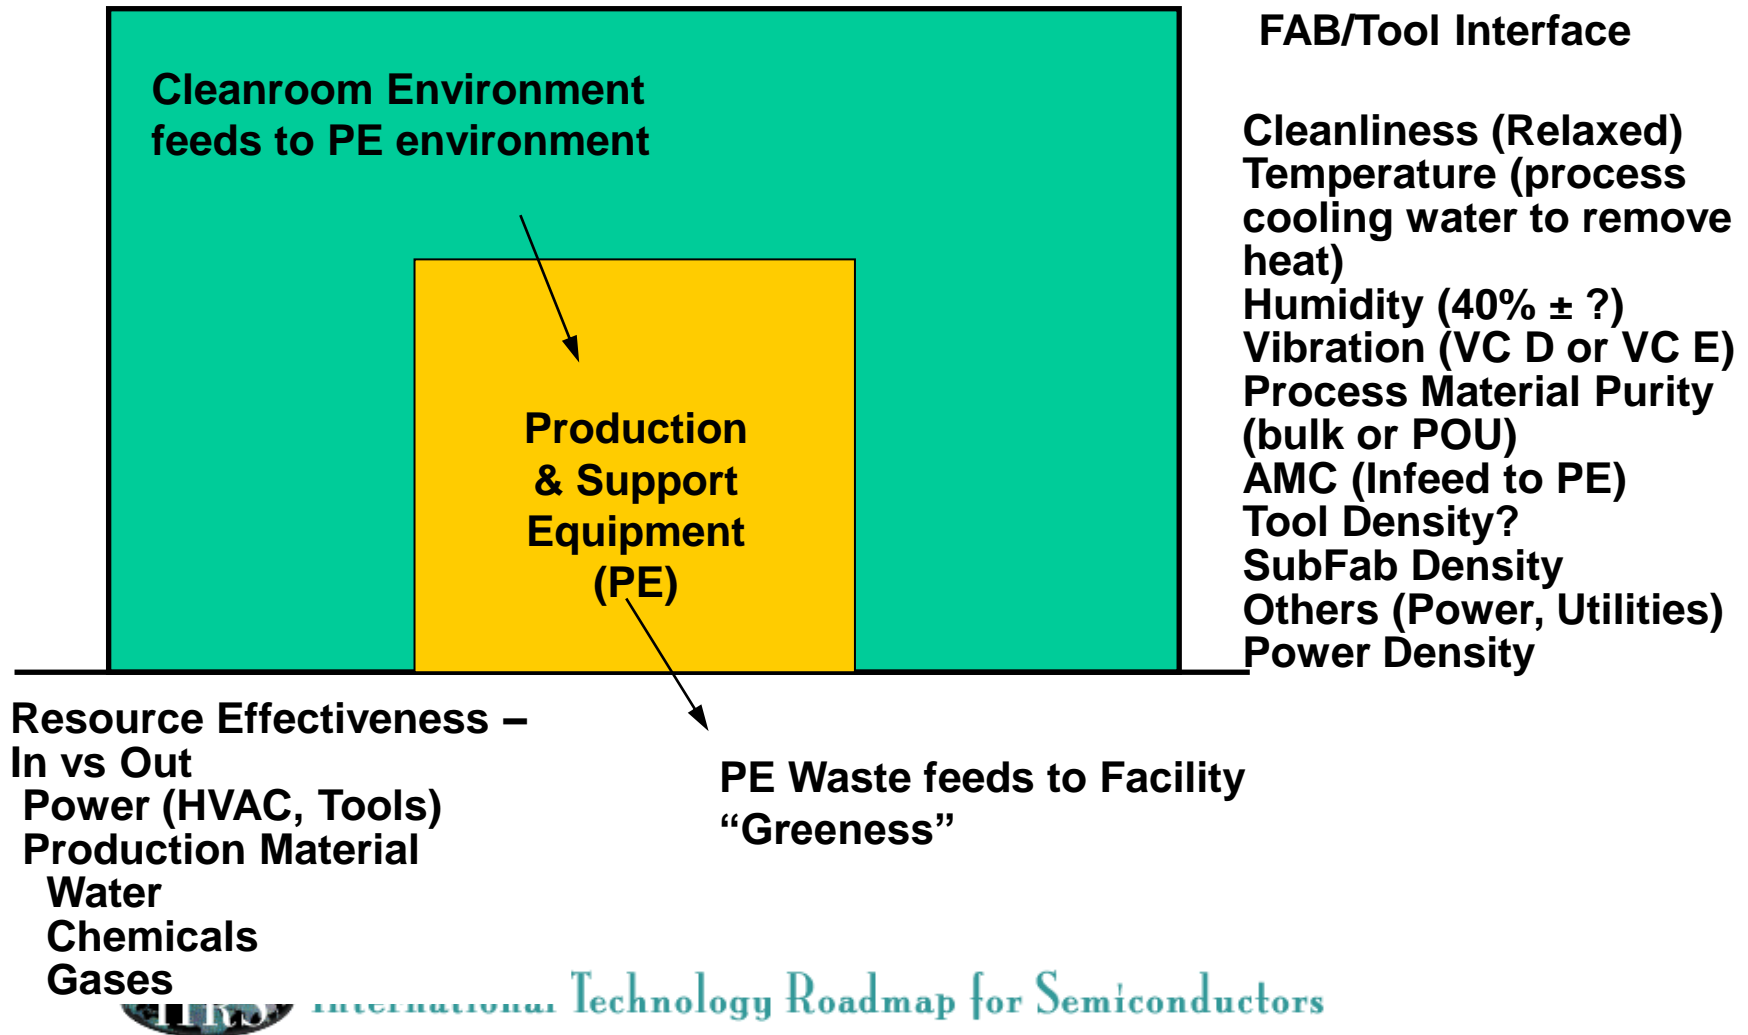 Cleanroom Environment
feeds to PE environment
Production
& Support
Equipment
(PE)
FAB/Tool Interface
Cleanliness (Relaxed)
Temperature (process
cooling water to remove
heat)
Humidity (40% ± ?)
Vibration (VC D or VC E)
Process Material Purity
(bulk or POU)
AMC (Infeed to PE)
Tool Density?
SubFab Density
Others (Power, Utilities)
Power Density
Resource Effectiveness –
In vs Out
Power (HVAC, Tools)
Production Material
Water
Chemicals
Gases
PE Waste feeds to Facility
“Greeness”
ITRS International Technology Roadmap for Semiconductors